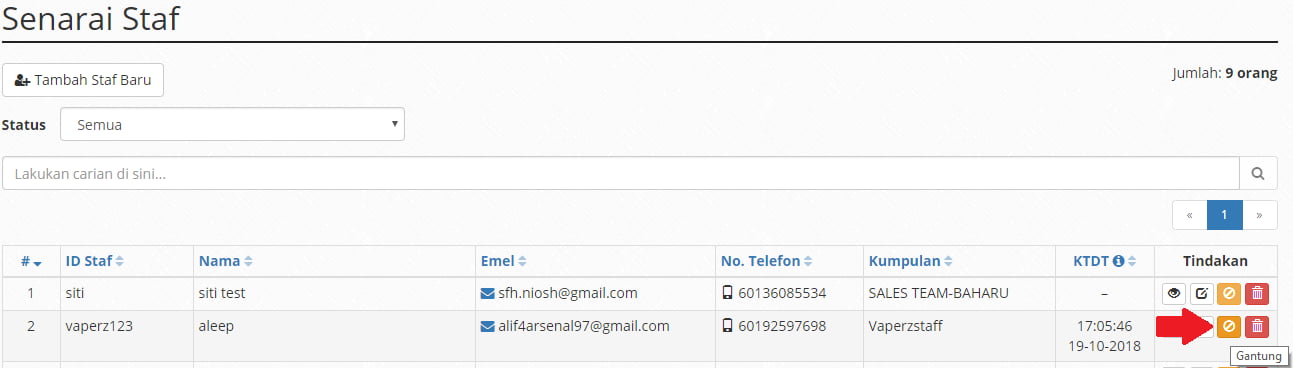 Senarai Staf
Tambah Staf Baru
Jumlah: 9 orang
Status Semua
Lakukan carian di sini...
« 1 »
# ID Staf Nama Emel No. Telefon Kumpulan KTDT Tindakan
1 siti siti test sfh.niosh@gmail.com 60136085534 SALES TEAM-BAHARU –
2 vaperz123 aleep alif4arsenal97@gmail.com 60192597698 Vaperzstaff 17:05:46
19-10-2018
Gantung